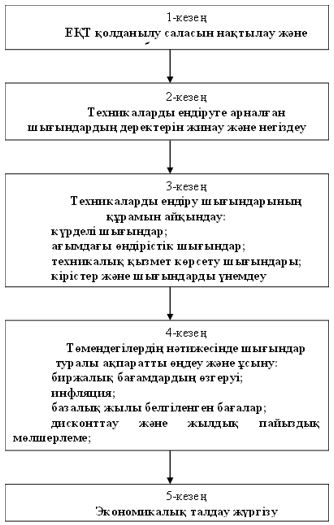 1-кезең
ЕҚТ қолданылу саласын нақтылау және
2-кезең
Техникаларды ендіруге арналған
шығындардың деректерін жинау және негіздеу
3-кезең
Техникаларды ендіру шығындарының
құрамын айқындау:
күрделі шығындар;
ағымдағы өндірістік шығындар;
техникалық қызмет көрсету шығындары;
кірістер және шығындарды үнемдеу
4-кезең
Төмендегілердің нәтижесінде шығындар
туралы ақпаратты өңдеу және ұсыну:
биржалық бағамдардың өзгеруі;
инфляция;
базалық жылы белгіленген бағалар;
дисконттау және жылдық пайыздық
мөлшерлеме;
5-кезең
Экономикалық талдау жүргізу